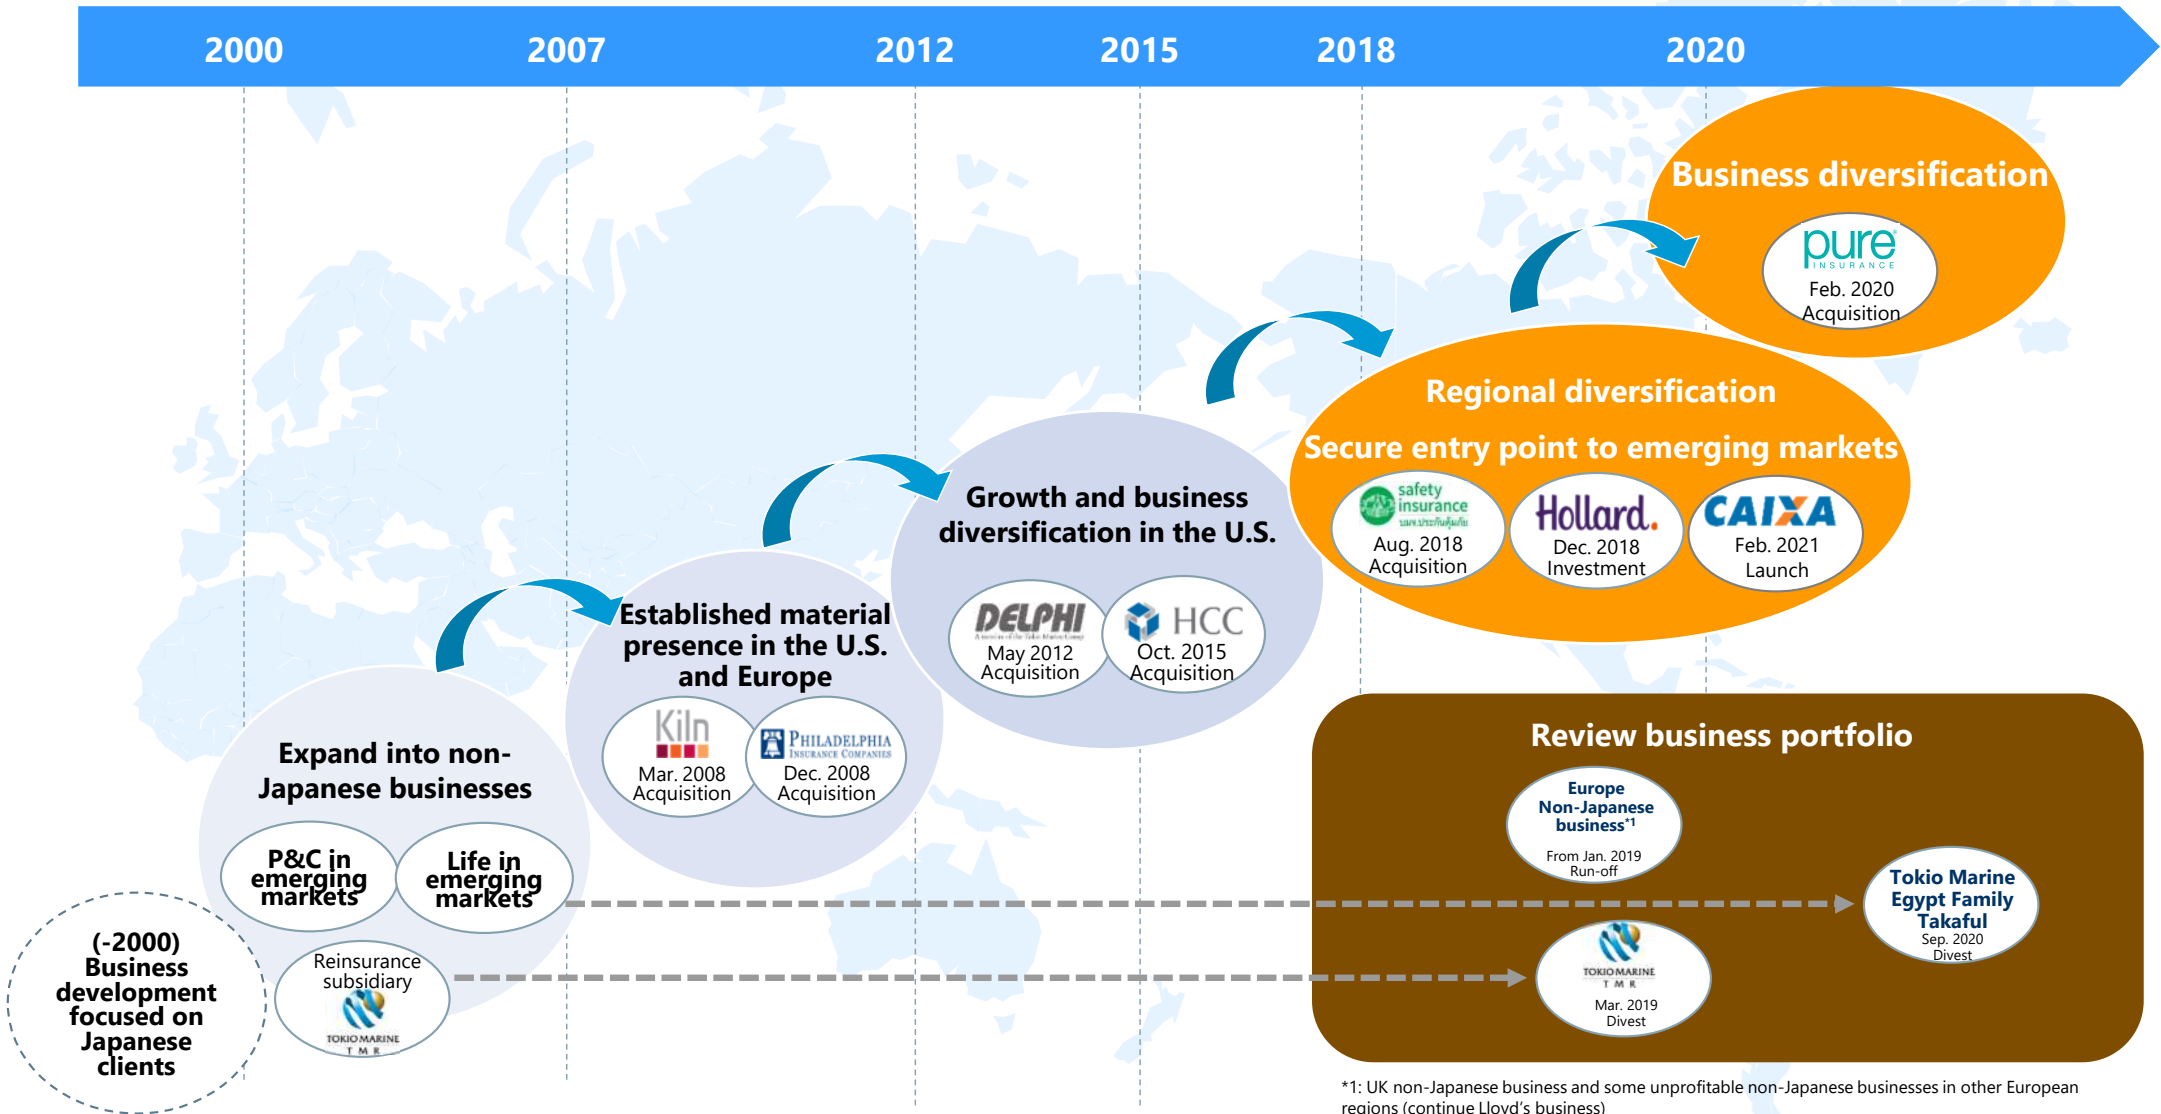 2000
2007
2012
2015
2018
2020
Business diversification
pure
INSURANCE
Feb. 2020
Acquisition
Regional diversification
Secure entry point to emerging markets
safety
insurance
Aug. 2018
Acquisition
Hollard.
Dec. 2018
Investment
CAIXA
Feb. 2021
Launch
Growth and business
diversification in the U.S.
DELPHI
A member of the Tokio Marine Group
May 2012
Acquisition
HCC
Oct. 2015
Acquisition
Established material
presence in the U.S.
and Europe
Kiln
Mar. 2008
Acquisition
PHILADELPHIA
INSURANCE COMPANIES
Dec. 2008
Acquisition
Expand into non-
Japanese businesses
P&C in
emerging
markets
Life in
emerging
markets
Reinsurance
subsidiary
TOKIO MARINE
T M R
(-2000)
Business
development
focused on
Japanese
clients
Review business portfolio
Europe
Non-Japanese
business*1
From Jan. 2019
Run-off
TOKIO MARINE
T M R
Mar. 2019
Divest
Tokio Marine
Egypt Family
Takaful
Sep. 2020
Divest
*1: UK non-Japanese business and some unprofitable non-Japanese businesses in other European
regions (continue Lloyd's business)